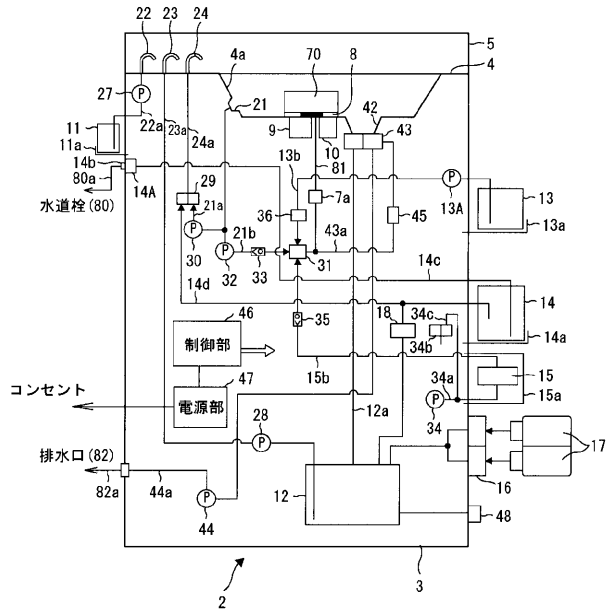 22 23 24
5
4
4a
70
8
21
42
43
27
P
11
22a
23a
24a
11a
14b
80a
14A
水道栓(80)
9
10
13b
81
P
13A
13
13a
29
21a
36
7a
45
P
30
P
32
21b
33
31
43a
14c
14d
35
18
34c
34b
14
14a
46
制御部
15b
15
15a
34a
P
34
コンセント
47
電源部
12a
排水口(82)
28
P
17
16
82a
44a
P
44
12
48
2
3